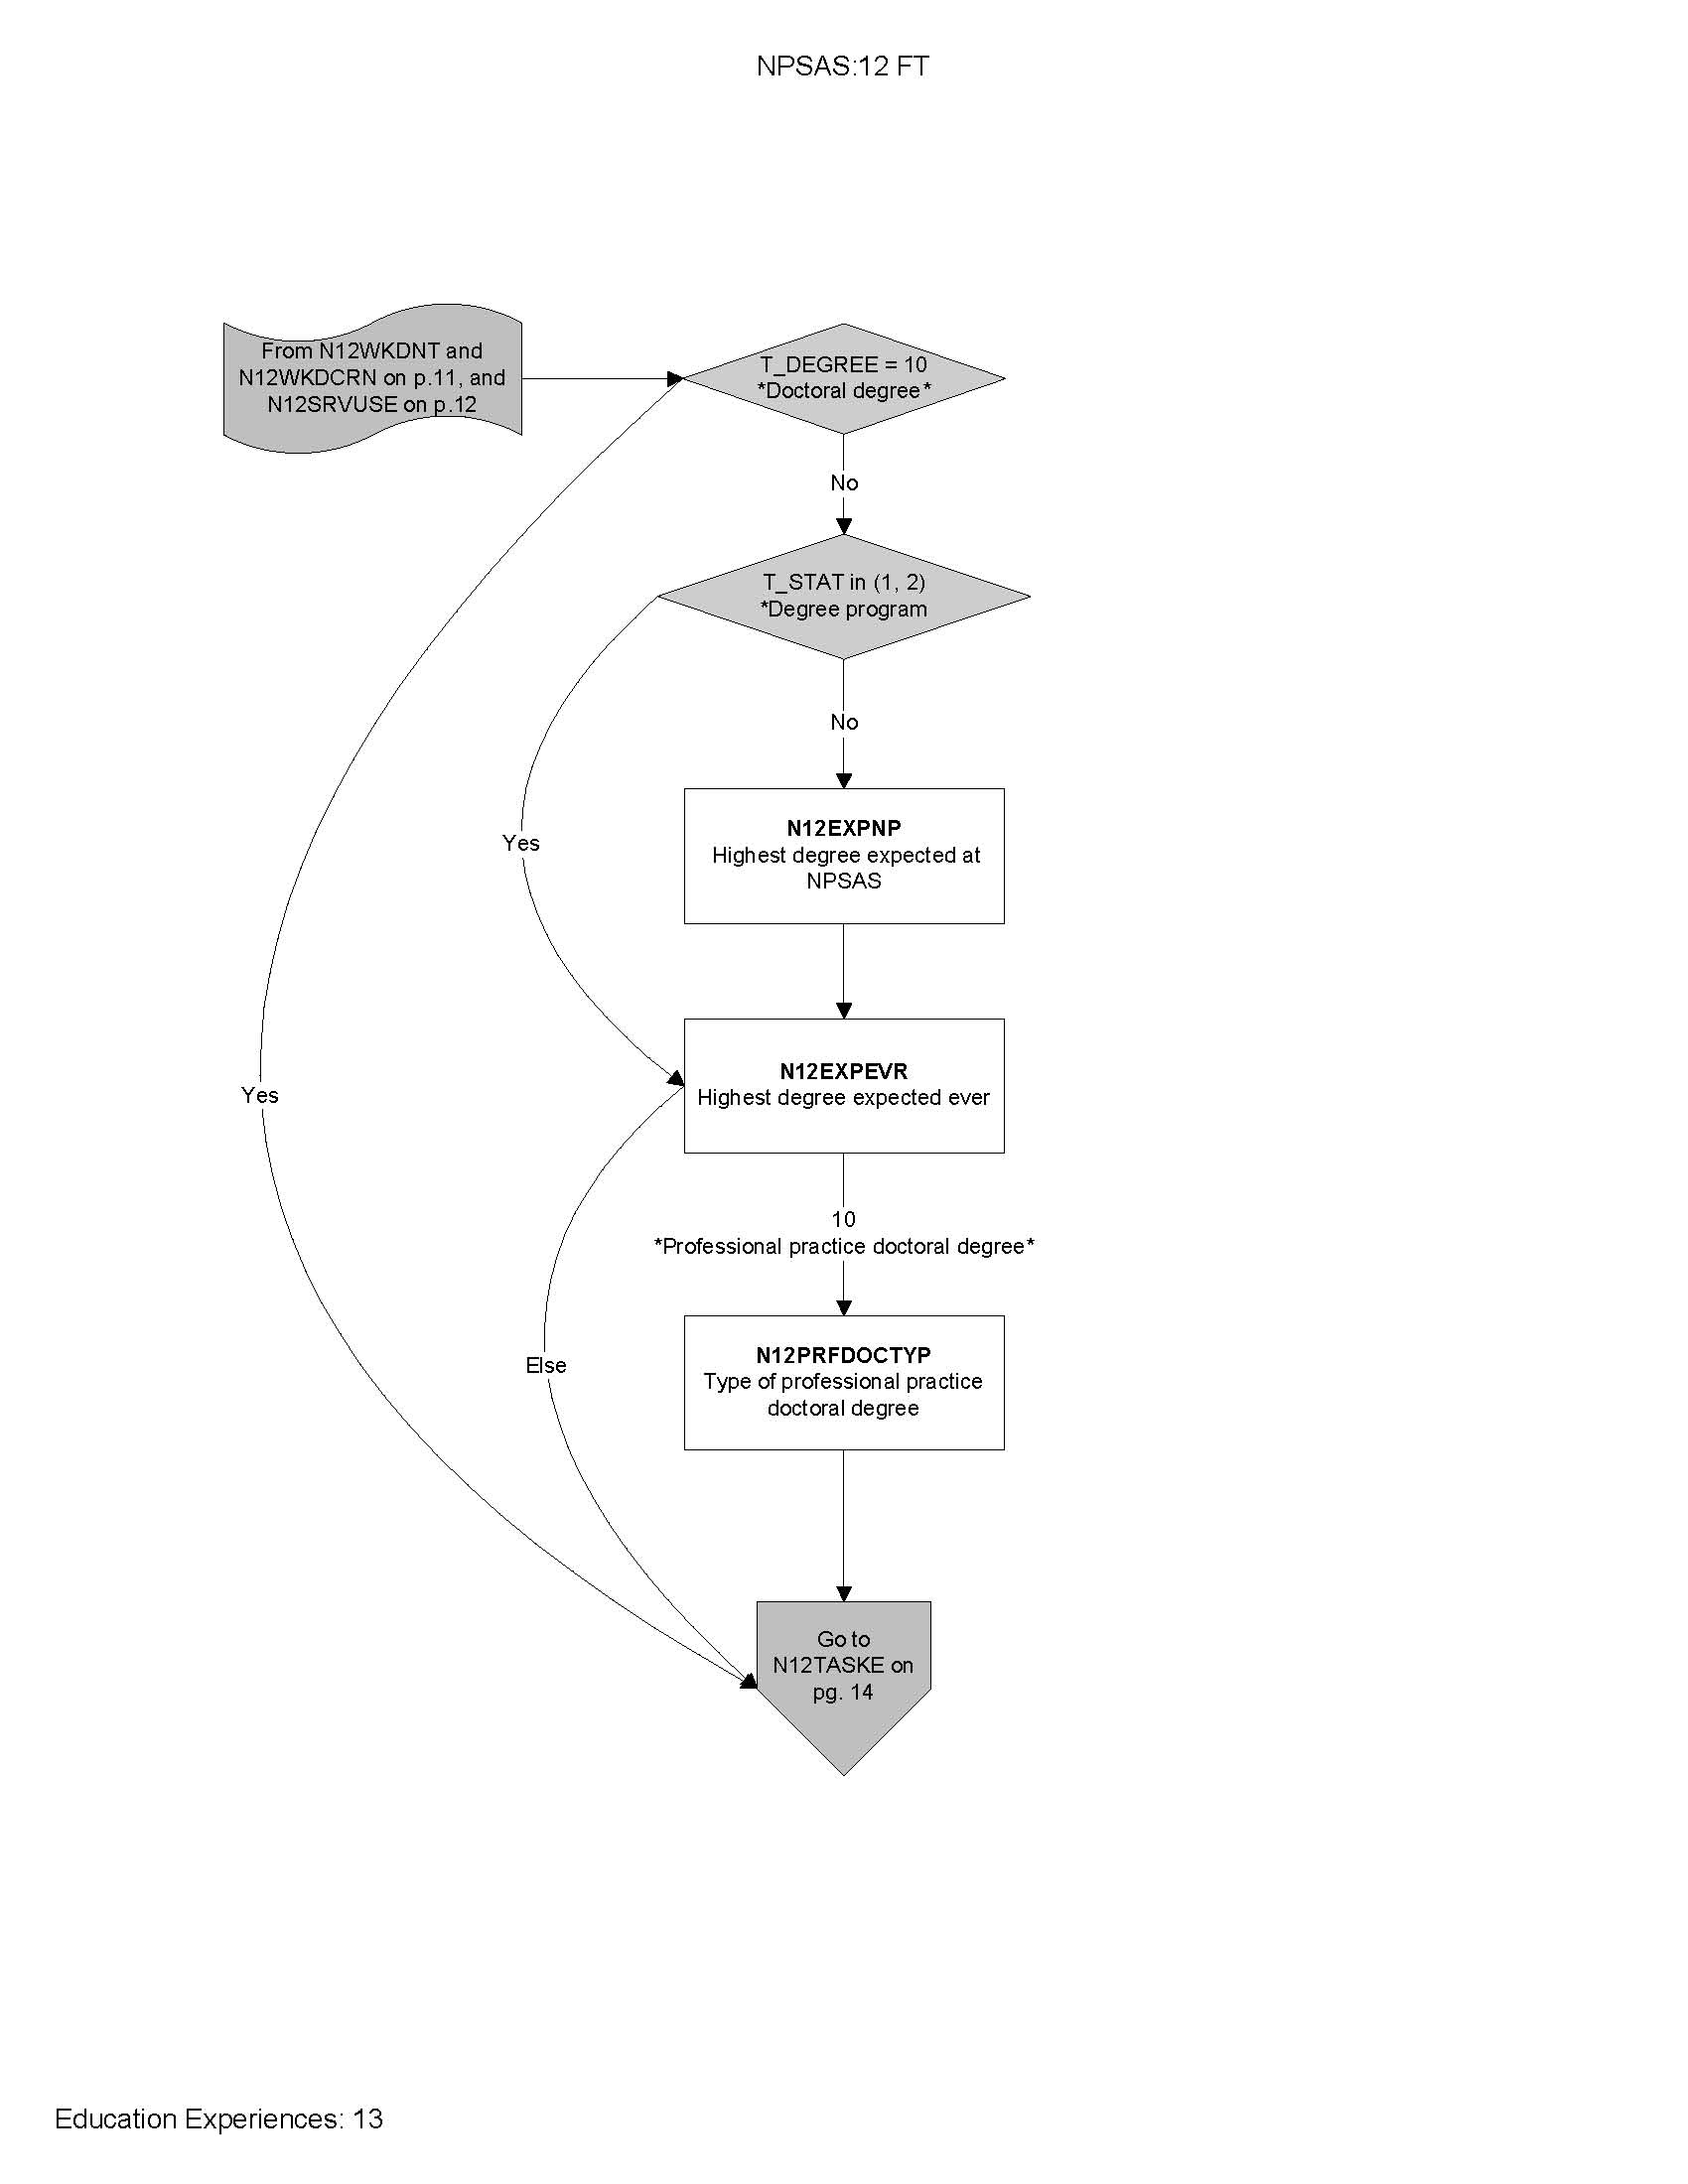 NPSAS:12 FT
From N12WKDNT and
N12WKDCRN on p.11, and
N12SRVUSE on p.12
T_DEGREE = 10
*Doctoral degree*
No
T_STAT in (1, 2)
*Degree program
No
Yes
N12EXPNP
Highest degree expected at
NPSAS
N12EXPEVR
Highest degree expected ever
Yes
10
*Professional practice doctoral degree*
Else
N12PRFDOCTYP
Type of professional practice
doctoral degree
Go to
N12TASKE on
pg. 14
Education Experiences: 13